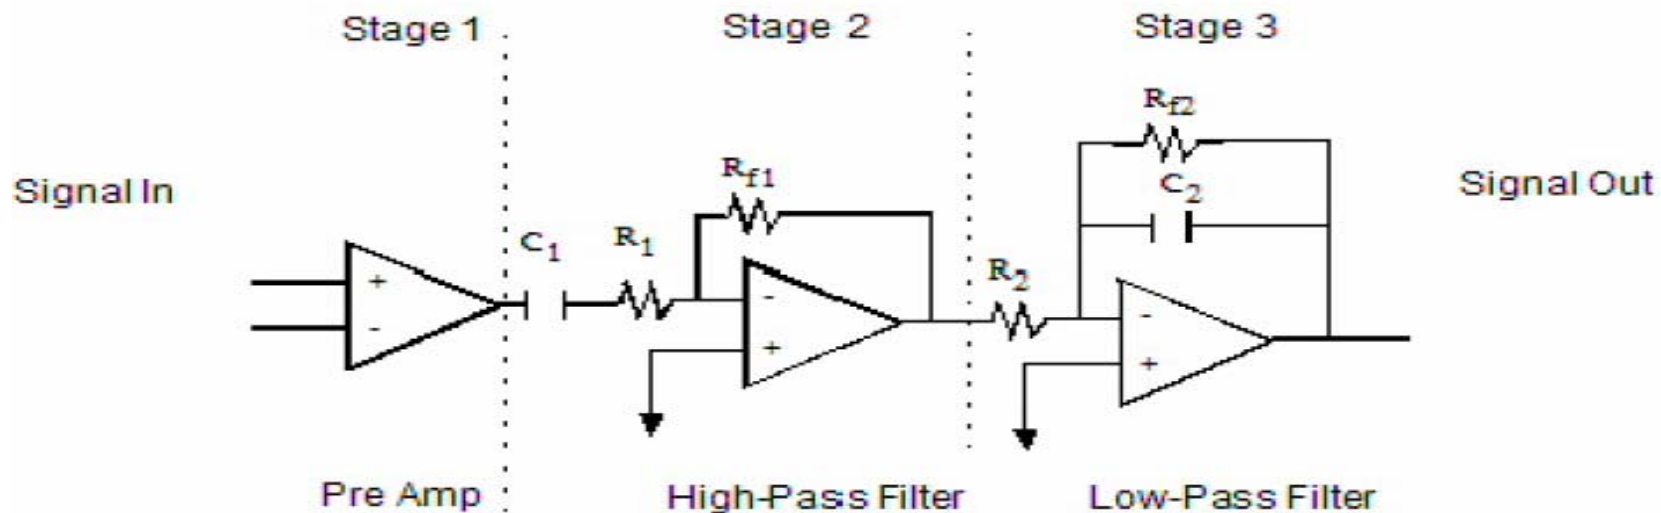 Stage 1
Stage 2
Stage 3
Rf2
Signal In
Rf1
C2
Signal Out
C1
R1
R2
+
-
-
+
-
+
Pre Amp
High-Pass Filter
Low-Pass Filter